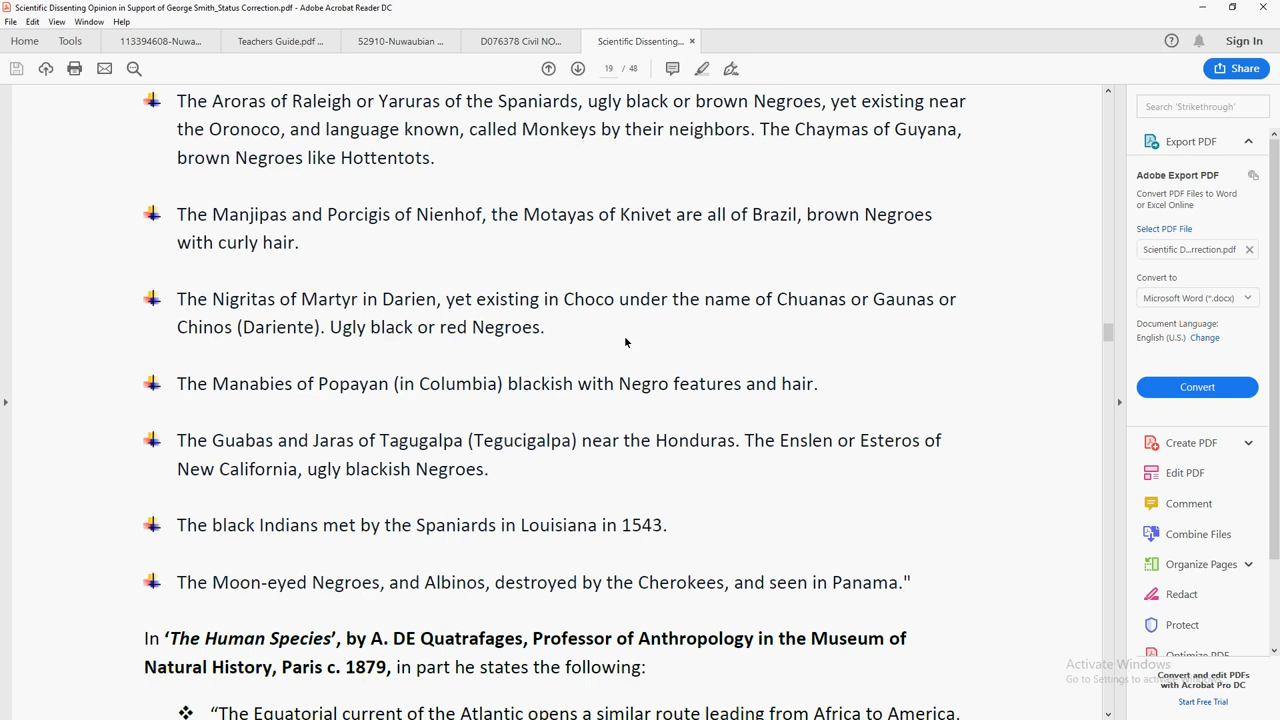 Scientific Dissenting Opinion in Support of George Smith_Status Correction.pdf - Adobe Acrobat Reader DC
File Edit View Window Help
Home Tools 113394608-Nuwa... Teachers Guide.pdf ... 52910-Nuwaubian ... D076378 Civil NO... Scientific Dissenting... × Sign In
19 / 48 Share
The Aroras of Raleigh or Yaruras of the Spaniards, ugly black or brown Negroes, yet existing near
the Oronoco, and language known, called Monkeys by their neighbors. The Chaymas of Guyana,
brown Negroes like Hottentots.
The Manjipas and Porcigis of Nienhof, the Motayas of Knivet are all of Brazil, brown Negroes
with curly hair.
The Nigritas of Martyr in Darien, yet existing in Choco under the name of Chuanas or Gaunas or
Chinos (Dariente). Ugly black or red Negroes.
The Manabies of Popayan (in Columbia) blackish with Negro features and hair.
The Guabas and Jaras of Tagugalpa (Tegucigalpa) near the Honduras. The Enslen or Esteros of
New California, ugly blackish Negroes.
The black Indians met by the Spaniards in Louisiana in 1543.
The Moon-eyed Negroes, and Albinos, destroyed by the Cherokees, and seen in Panama."
In ‘The Human Species’, by A. DE Quatrafages, Professor of Anthropology in the Museum of
Natural History, Paris c. 1879, in part he states the following:
“The Equatorial current of the Atlantic opens a similar route leading from Africa to America.
Search 'Strikethrough'
Export PDF
Adobe Export PDF
Convert PDF Files to Word
or Excel Online
Select PDF File
Scientific D...rrection.pdf
Convert to
Microsoft Word (*.docx)
Document Language:
English (U.S.) Change
Convert
Create PDF
Edit PDF
Comment
Combine Files
Organize Pages
Redact
Protect
Optimize PDF
Activate Windows
Go to Settings to activate
Convert and edit PDFs
with Acrobat Pro DC
Start Free Trial